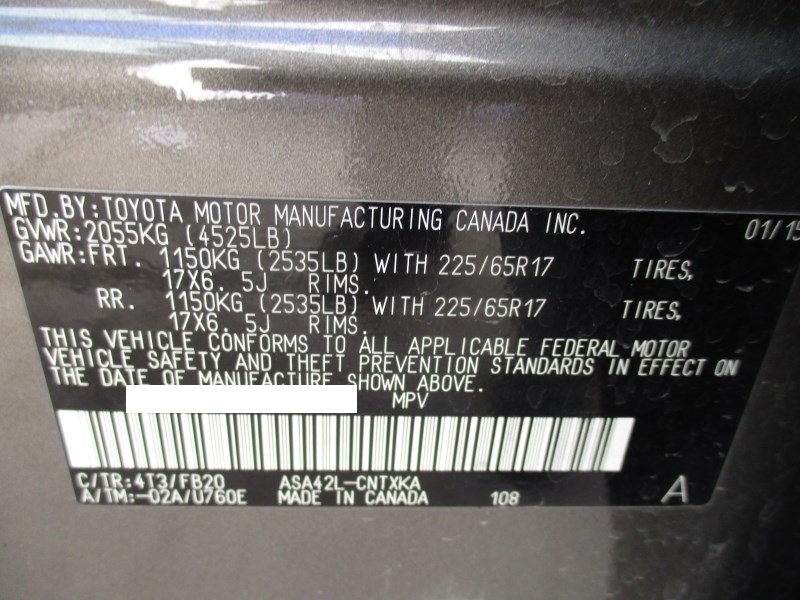 MFD.BY:TOYOTA MOTOR MANUFACTURING CANADA INC. 01/15
GVWR:2055KG (4525LB)
GAWR:FRT. 1150KG (2535LB) WITH 225/65R17 TIRES,
17X6. 5J RIMS.
RR. 1150KG (2535LB) WITH 225/65R17 TIRES,
17X6. 5J RIMS.
THIS VEHICLE CONFORMS TO ALL APPLICABLE FEDERAL MOTOR
VEHICLE SAFETY AND THEFT PREVENTION STANDARDS IN EFFECT ON
THE DATE OF MANUFACTURE SHOWN ABOVE.
MPV
C/TR:4T3/FB20 ASA42L-CNTXKA
A/TM:-02A/U760E MADE IN CANADA 108 A